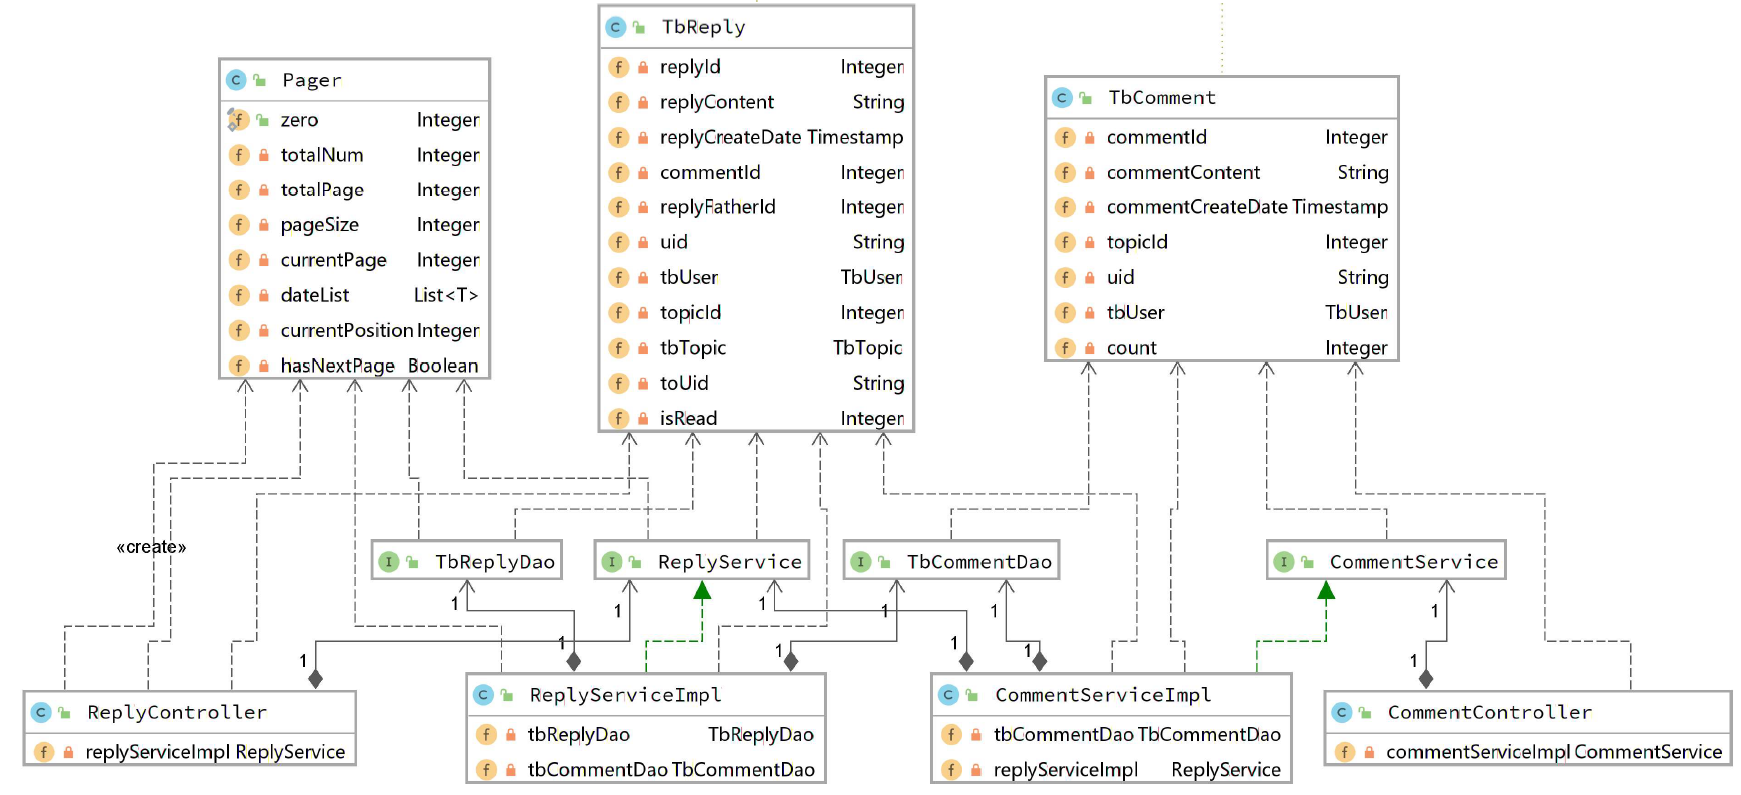 Pager
zero Integer
totalNum Integer
totalPage Integer
pageSize Integer
currentPage Integer
dateList List<T>
currentPosition Integer
hasNextPage Boolean
TbReply
replyId Integer
replyContent String
replyCreateDate Timestamp
commentId Integer
replyFatherId Integer
uid String
tbUser TbUser
topicId Integer
tbTopic TbTopic
toUid String
isRead Integer
TbComment
commentId Integer
commentContent String
commentCreateDate Timestamp
topicId Integer
uid String
tbUser TbUser
count Integer
«create»
TbReplyDao
ReplyService
TbCommentDao
CommentService
1
1
1
1
1
1
1
1
1
1
1
1
ReplyController
replyServiceImpl ReplyService
ReplyServiceImpl
tbReplyDao TbReplyDao
tbCommentDao TbCommentDao
CommentServiceImpl
tbCommentDao TbCommentDao
replyServiceImpl ReplyService
CommentController
commentServiceImpl CommentService